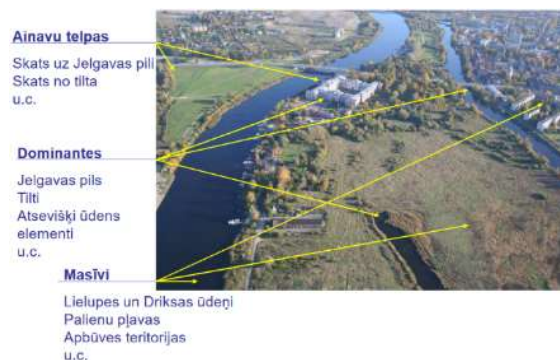 Ainavu telpas
Skats uz Jelgavas pili
Skats no tilta
u.c.
Dominantes
Jelgavas pils
Tilti
Atsevišķi ūdens
elementi
u.c.
Masīvi
Lielupes un Driksas ūdeņi
Palienu pļavas
Apbūves teritorijas
u.c.